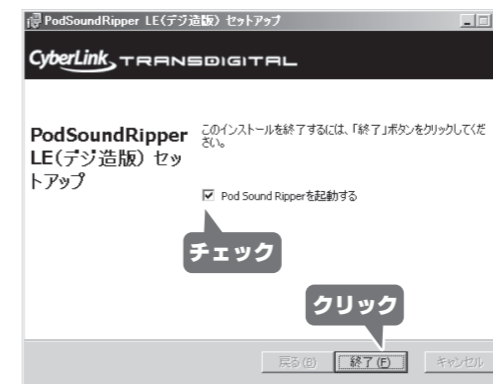 PodSoundRipper LE(デジ造版) セットアップ
CyberLink TRANSDIGITAL
PodSoundRipper
LE(デジ造版) セッ
トアップ
このインストールを終了するには、「終了」ボタンをクリックしてくだ
さい。
Pod Sound Ripperを起動する
チェック
クリック
戻る(B)
終了(F)
キャンセル